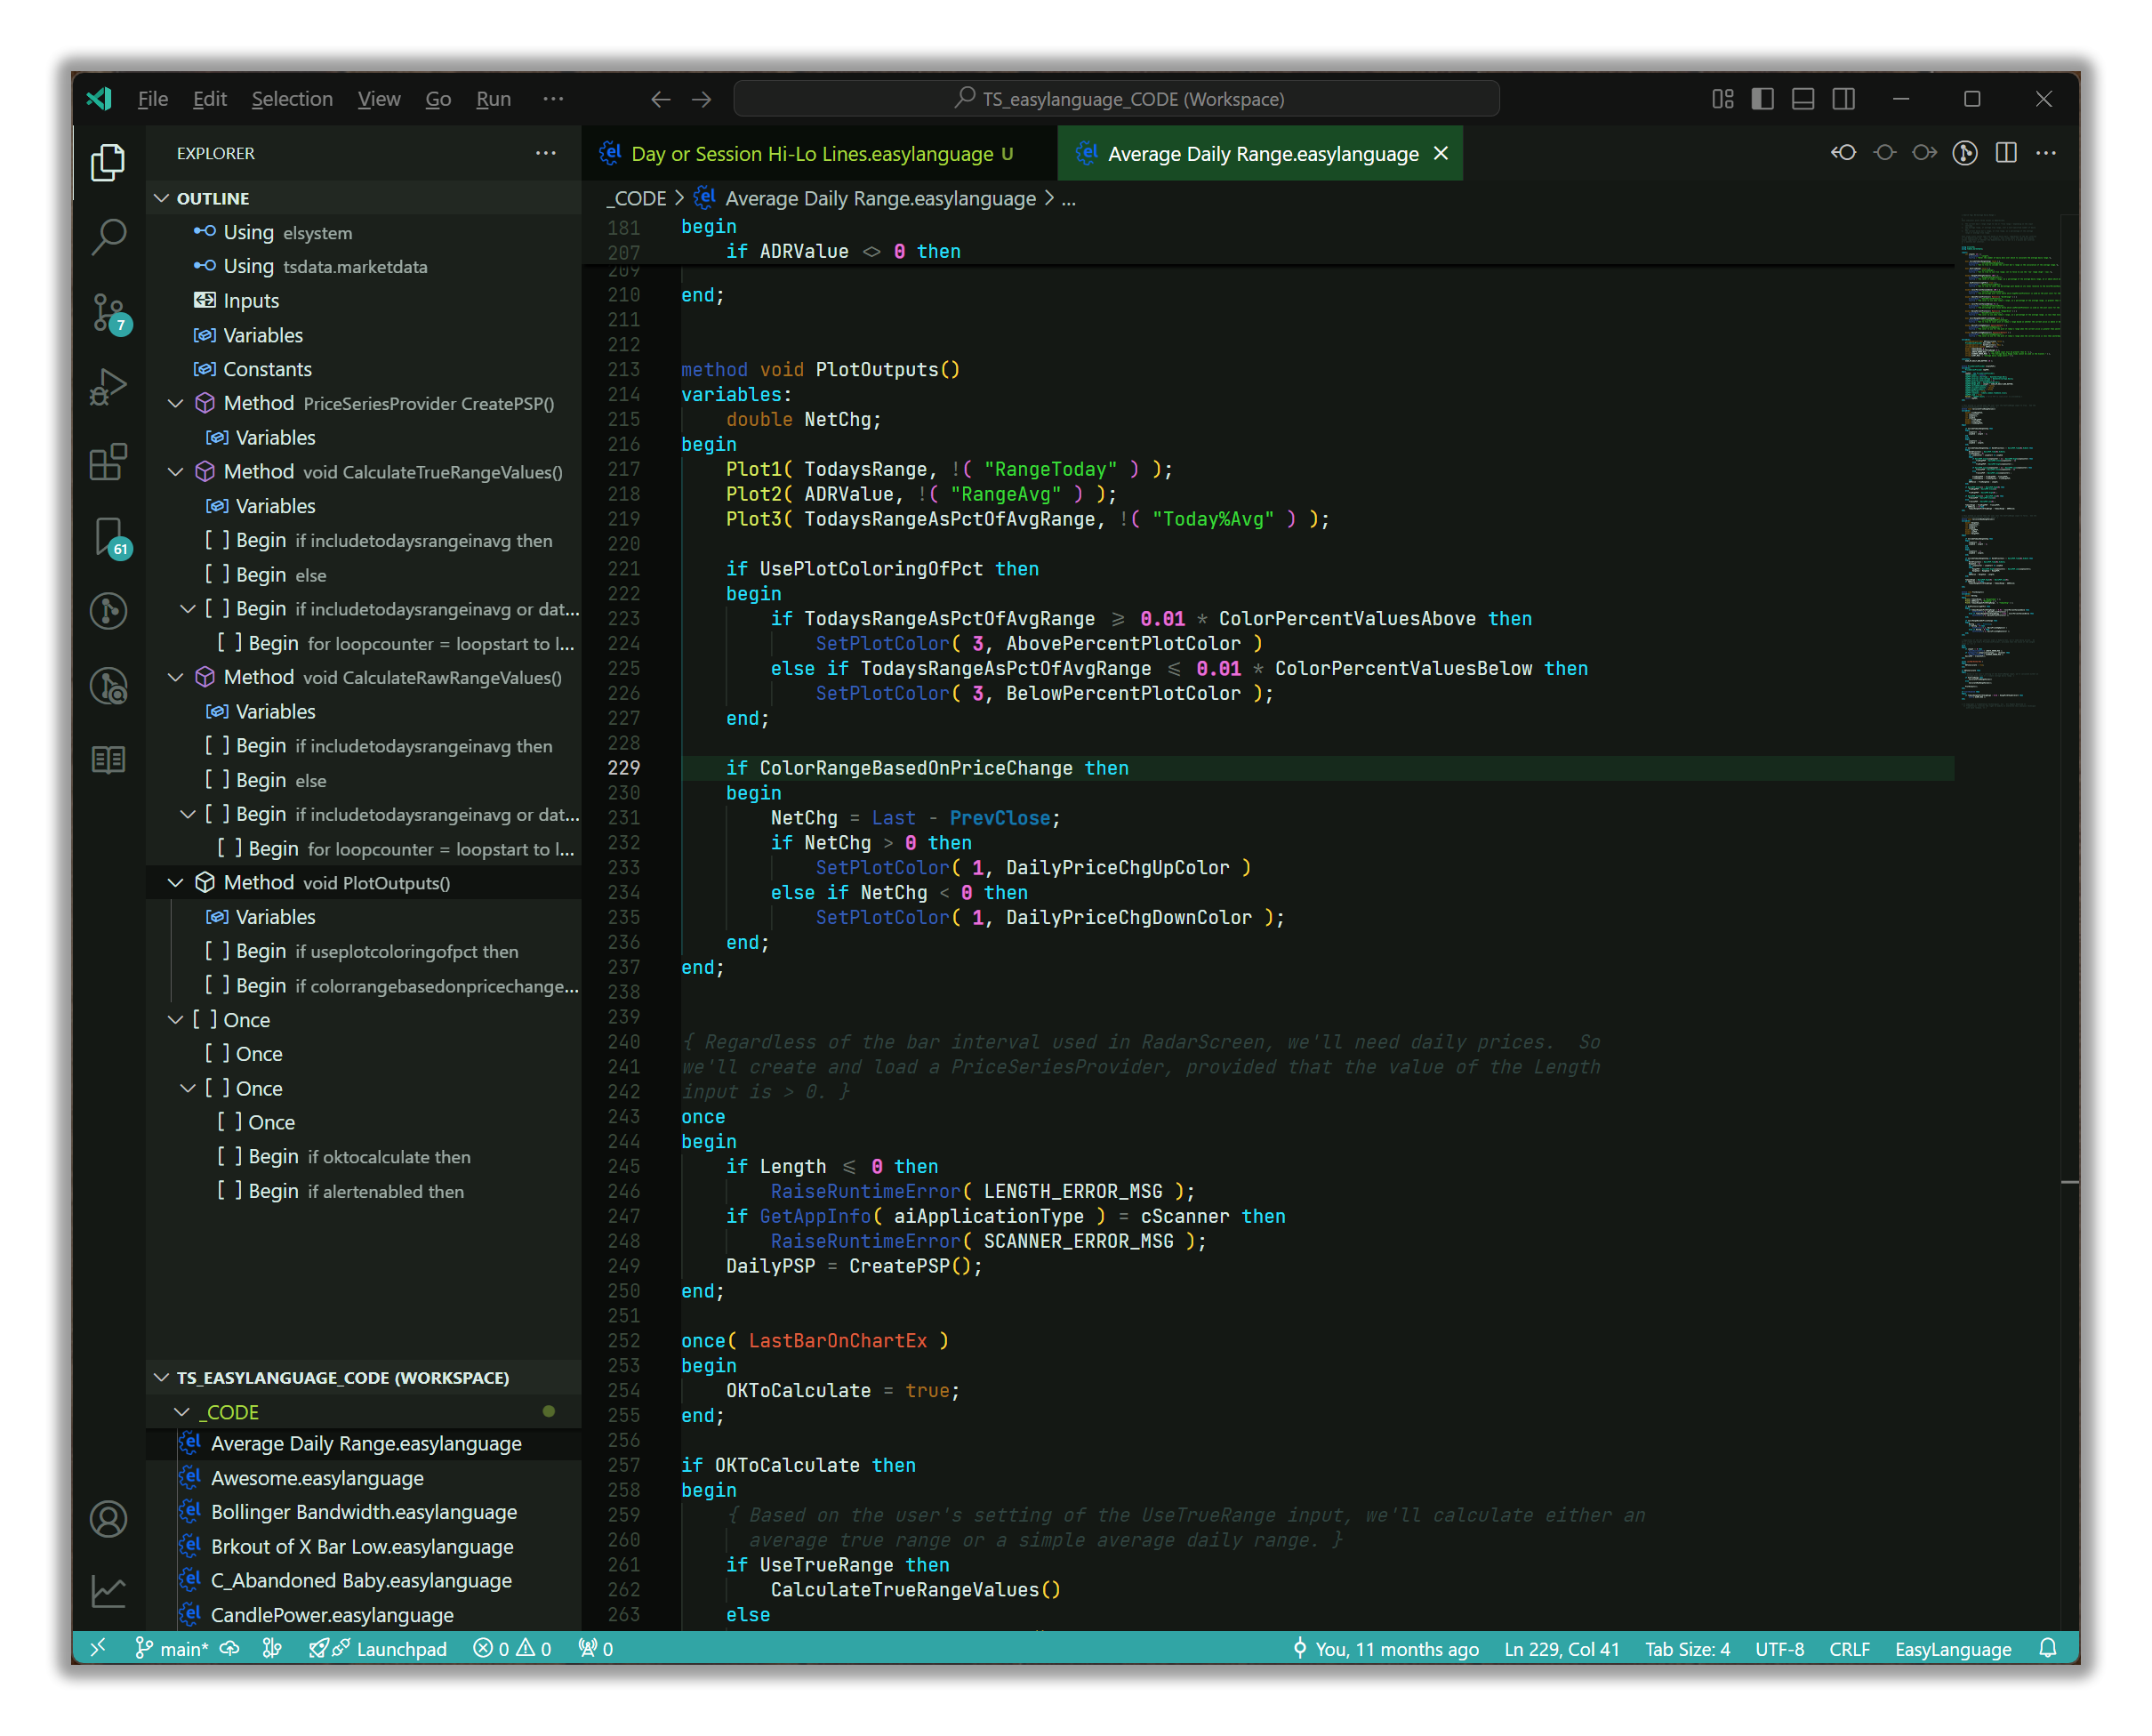 File Edit Selection View Go Run ··· TS_easylanguage_CODE (Workspace)
EXPLORER ···
OUTLINE
Using elsystem
Using tsdata.marketdata
Inputs
Variables
Constants
Method PriceSeriesProvider CreatePSP()
Variables
Method void CalculateTrueRangeValues()
Variables
[ ] Begin if includetodaysrangeinavg then
[ ] Begin else
[ ] Begin if includetodaysrangeinavg or dat...
[ ] Begin for loopcounter = loopstart to l...
Method void CalculateRawRangeValues()
Variables
[ ] Begin if includetodaysrangeinavg then
[ ] Begin else
[ ] Begin if includetodaysrangeinavg or dat...
[ ] Begin for loopcounter = loopstart to l...
Method void PlotOutputs()
Variables
[ ] Begin if useplotcoloringofpct then
[ ] Begin if colorrangebasedonpricechange...
[ ] Once
[ ] Once
[ ] Once
[ ] Once
[ ] Begin if oktocalculate then
[ ] Begin if alertenabled then
TS_EASYLANGUAGE_CODE (WORKSPACE)
_CODE
el Average Daily Range.easylanguage
el Awesome.easylanguage
el Bollinger Bandwidth.easylanguage
el Brkout of X Bar Low.easylanguage
el C_Abandoned Baby.easylanguage
el CandlePower.easylanguage
7
61
el Day or Session Hi-Lo Lines.easylanguage U
el Average Daily Range.easylanguage
_CODE > el Average Daily Range.easylanguage > ...
181 begin
207 if ADRValue <> 0 then
209
210 end;
211
212
213 method void PlotOutputs()
214 variables:
215 double NetChg;
216 begin
217 Plot1( TodaysRange, !( "RangeToday" ) );
218 Plot2( ADRValue, !( "RangeAvg" ) );
219 Plot3( TodaysRangeAsPctOfAvgRange, !( "Today%Avg" ) );
220
221 if UsePlotColoringOfPct then
222 begin
223 if TodaysRangeAsPctOfAvgRange >= 0.01 * ColorPercentValuesAbove then
224 SetPlotColor( 3, AbovePercentPlotColor )
225 else if TodaysRangeAsPctOfAvgRange <= 0.01 * ColorPercentValuesBelow then
226 SetPlotColor( 3, BelowPercentPlotColor );
227 end;
228
229 if ColorRangeBasedOnPriceChange then
230 begin
231 NetChg = Last - PrevClose;
232 if NetChg > 0 then
233 SetPlotColor( 1, DailyPriceChgUpColor )
234 else if NetChg < 0 then
235 SetPlotColor( 1, DailyPriceChgDownColor );
236 end;
237 end;
238
239
240 { Regardless of the bar interval used in RadarScreen, we'll need daily prices.  So
241 we'll create and load a PriceSeriesProvider, provided that the value of the Length
242 input is > 0. }
243 once
244 begin
245 if Length <= 0 then
246 RaiseRuntimeError( LENGTH_ERROR_MSG );
247 if GetAppInfo( aiApplicationType ) = cScanner then
248 RaiseRuntimeError( SCANNER_ERROR_MSG );
249 DailyPSP = CreatePSP();
250 end;
251
252 once( LastBarOnChartEx )
253 begin
254 OKToCalculate = true;
255 end;
256
257 if OKToCalculate then
258 begin
259 { Based on the user's setting of the UseTrueRange input, we'll calculate either an
260 average true range or a simple average daily range. }
261 if UseTrueRange then
262 CalculateTrueRangeValues()
263 else
main* Launchpad 0 0 0 You, 11 months ago Ln 229, Col 41 Tab Size: 4 UTF-8 CRLF EasyLanguage